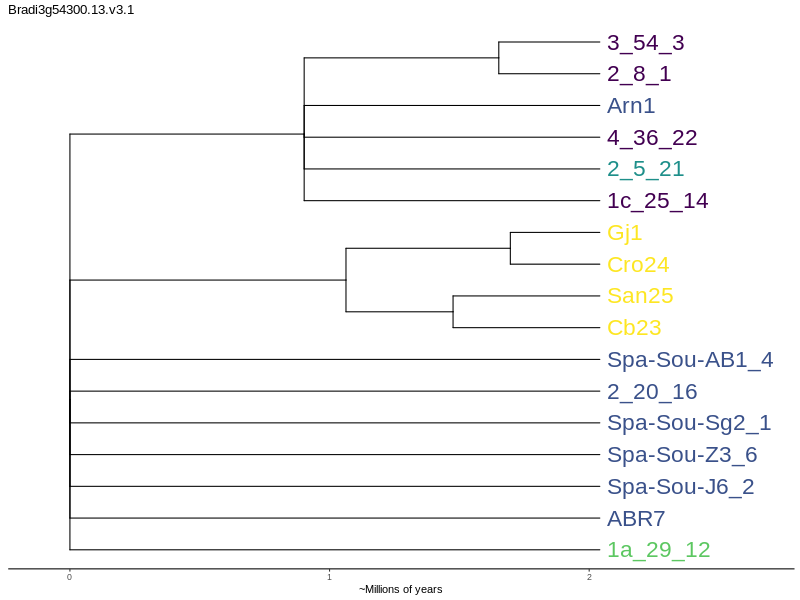 Bradi3g54300.13.v3.1
3_54_3
2_8_1
Arn1
4_36_22
2_5_21
1c_25_14
Gj1
Cro24
San25
Cb23
Spa-Sou-AB1_4
2_20_16
Spa-Sou-Sg2_1
Spa-Sou-Z3_6
Spa-Sou-J6_2
ABR7
1a_29_12
0 1 2
~Millions of years